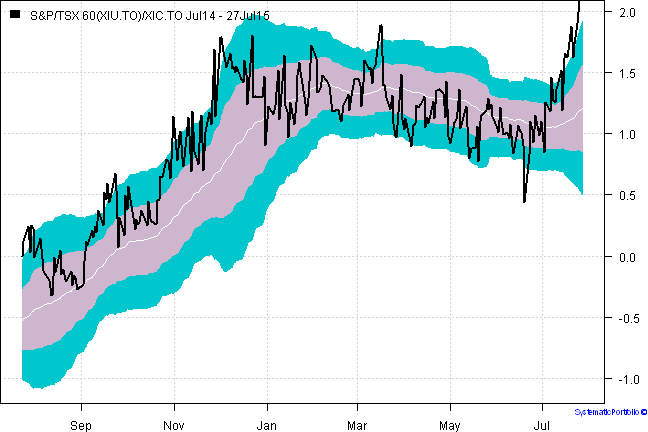 S&P/TSX 60(XIU.TO)/XIC.TO Jul14 - 27Jul15
2.0
1.5
1.0
0.5
0.0
-0.5
-1.0
Sep Nov Jan Mar May Jul
SystematicPortfolio ©